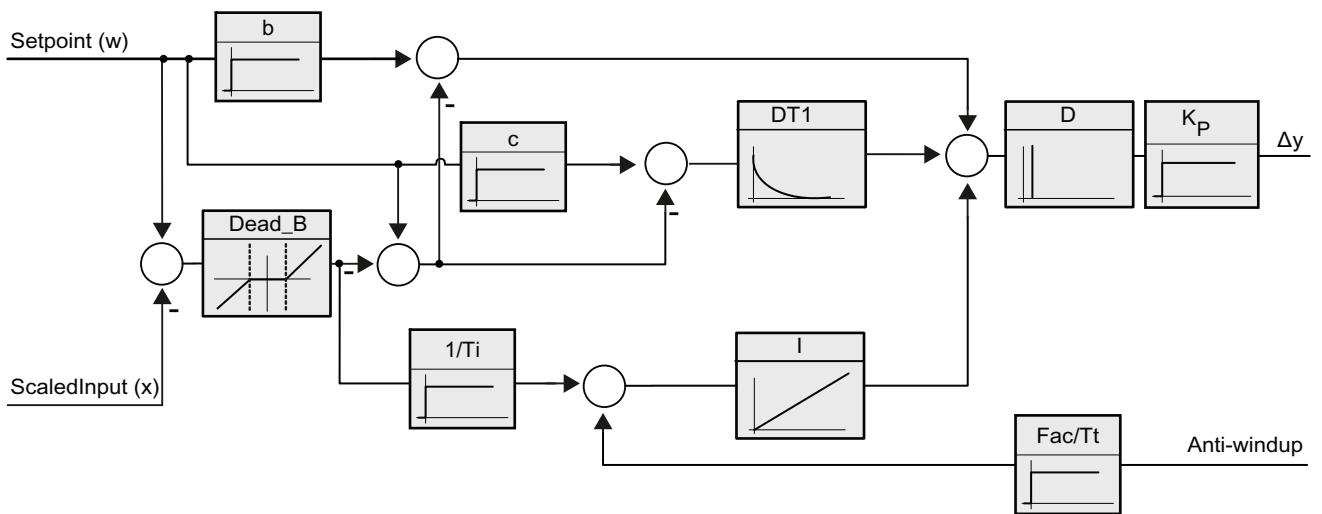 b
Setpoint (w)
-
DT1
D
K_P
Δy
c
-
Dead_B
-
-
1/Ti
I
ScaledInput (x)
Fac/Tt
Anti-windup